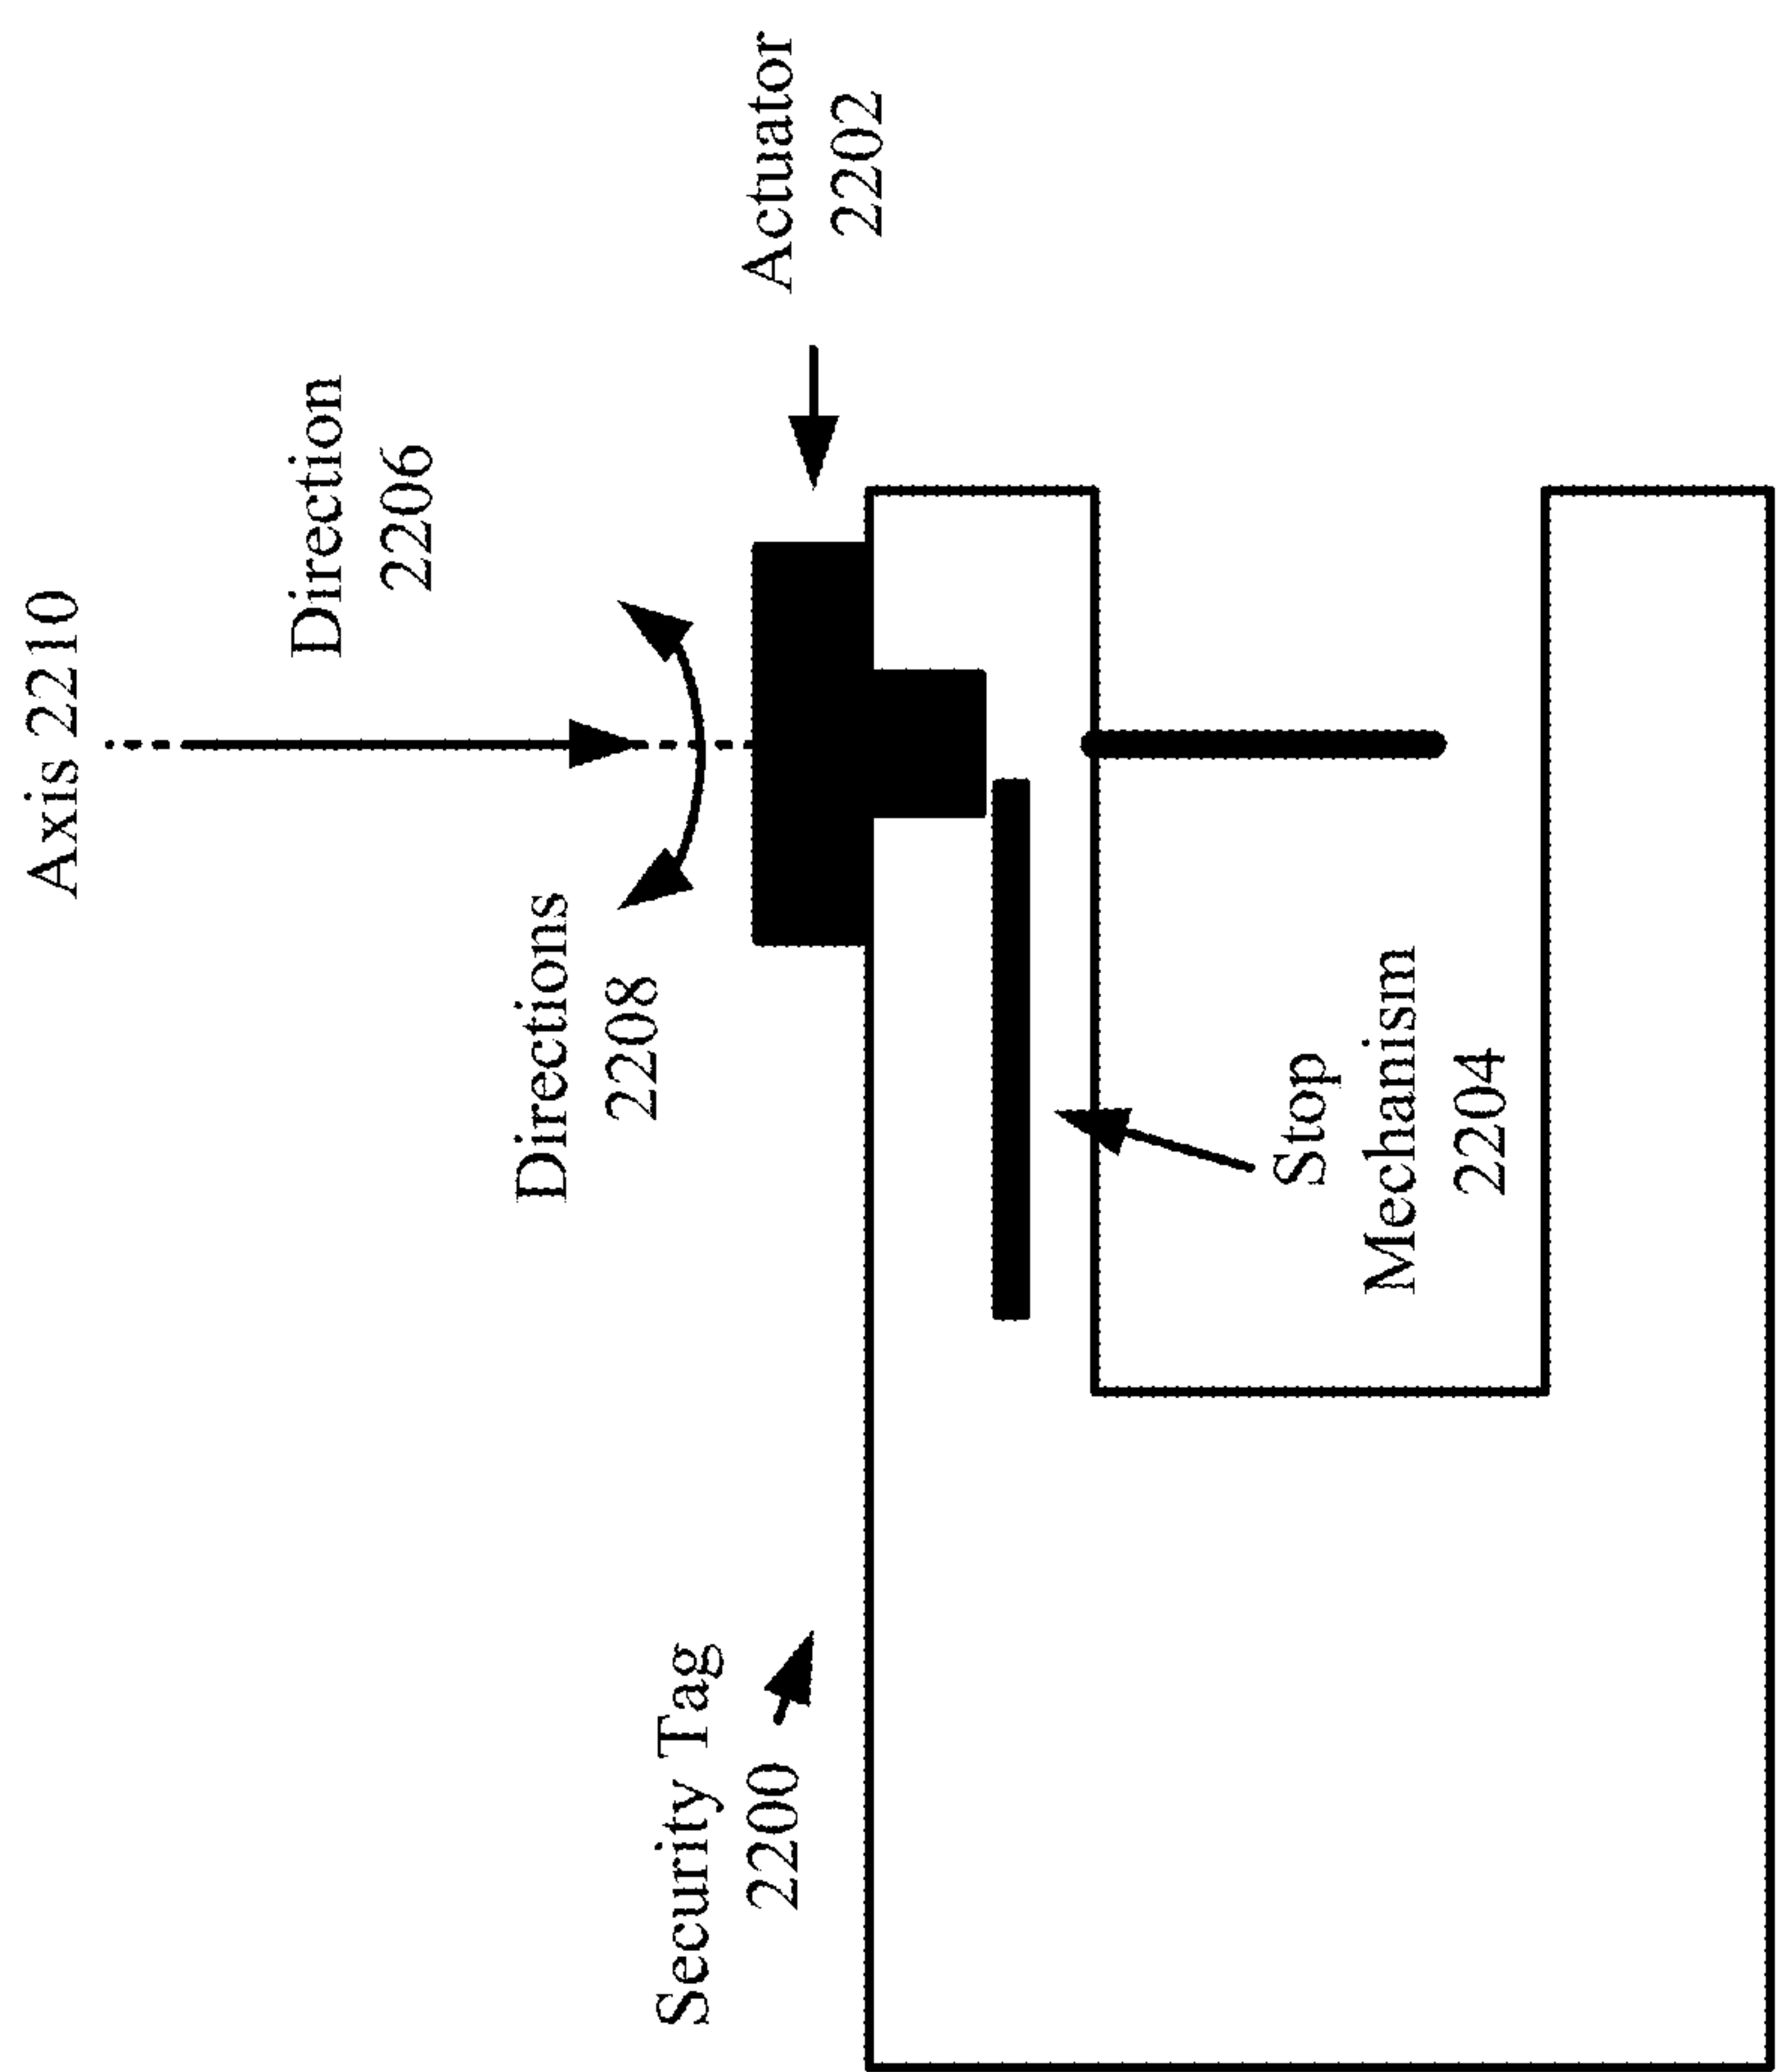 Axis 2210
Direction
2206
Directions
2208
Actuator
2202
Security Tag
2200
Stop
Mechanism
2204